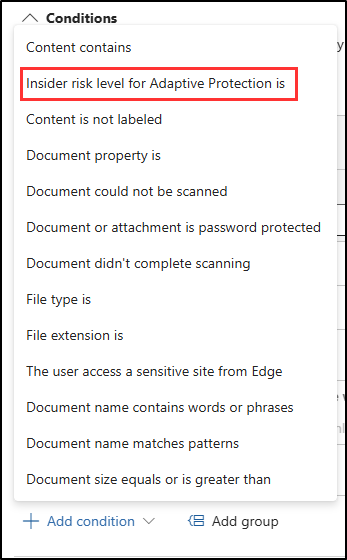 Conditions
Content contains
Insider risk level for Adaptive Protection is
Content is not labeled
Document property is
Document could not be scanned
Document or attachment is password protected
Document didn't complete scanning
File type is
File extension is
The user access a sensitive site from Edge
Document name contains words or phrases
Document name matches patterns
Document size equals or is greater than
Add condition
Add group